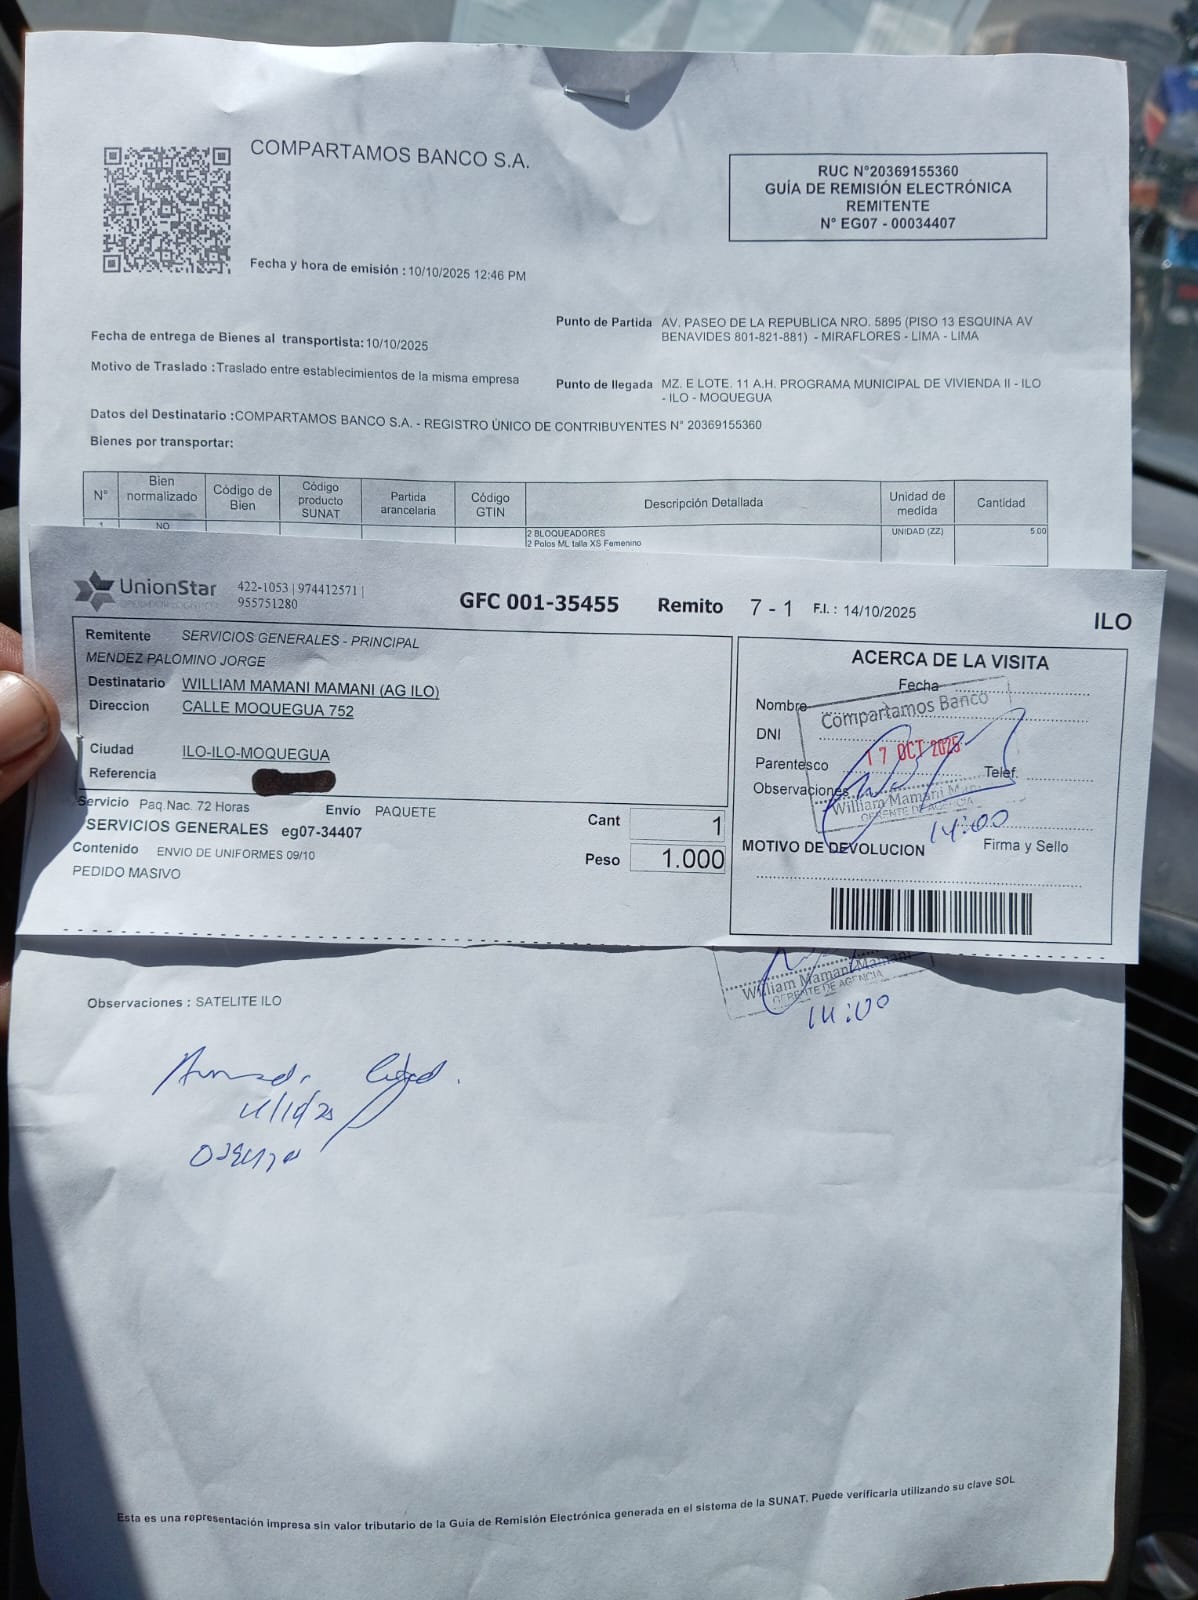 COMPARTAMOS BANCO S.A.
RUC N°20369155360
GUÍA DE REMISIÓN ELECTRÓNICA
REMITENTE
N° EG07 - 00034407
Fecha y hora de emisión : 10/10/2025 12:46 PM
Fecha de entrega de Bienes al transportista: 10/10/2025
Motivo de Traslado : Traslado entre establecimientos de la misma empresa
Punto de Partida AV. PASEO DE LA REPUBLICA NRO. 5895 (PISO 13 ESQUINA AV
BENAVIDES 801-821-881) - MIRAFLORES - LIMA - LIMA
Punto de llegada MZ. E LOTE. 11 A.H. PROGRAMA MUNICIPAL DE VIVIENDA II - ILO
- ILO - MOQUEGUA
Datos del Destinatario : COMPARTAMOS BANCO S.A. - REGISTRO ÚNICO DE CONTRIBUYENTES N° 20369155360
Bienes por transportar:
N° Bien normalizado Código de Bien Código producto SUNAT Partida arancelaria Código GTIN Descripción Detallada Unidad de medida Cantidad
1 NO 2 BLOQUEADORES UNIDAD (ZZ) 5.00
2 Polos ML talla XS Femenino
UnionStar
422-1053 | 974412571 |
955751280
GFC 001-35455 Remito 7 - 1 F.I. : 14/10/2025
ILO
Remitente SERVICIOS GENERALES - PRINCIPAL
MENDEZ PALOMINO JORGE
Destinatario WILLIAM MAMANI MAMANI (AG ILO)
Direccion CALLE MOQUEGUA 752
Ciudad ILO-ILO-MOQUEGUA
Referencia
Servicio Paq.Nac. 72 Horas Envío PAQUETE
SERVICIOS GENERALES eg07-34407
Contenido ENVIO DE UNIFORMES 09/10
PEDIDO MASIVO
Cant 1
Peso 1.000
ACERCA DE LA VISITA
Fecha
Nombre
DNI
Parentesco
Telef.
Observaciones
Compartamos Banco
17 OCT 2025
William Mamani
GERENTE DE AGENCIA
14:00
Firma y Sello
MOTIVO DE DEVOLUCION
William Mamani Mamani
GERENTE DE AGENCIA
14:00
Observaciones : SATELITE ILO
Esta es una representación impresa sin valor tributario de la Guía de Remisión Electrónica generada en el sistema de la SUNAT. Puede verificarla utilizando su clave SOL